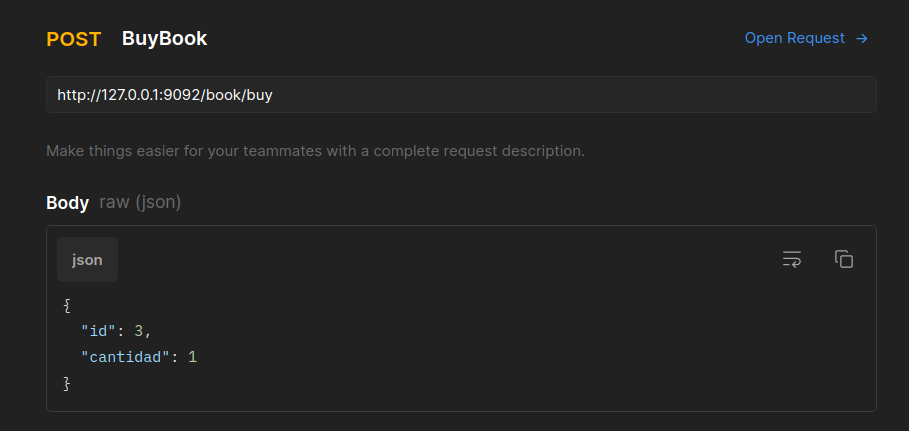 POST BuyBook Open Request →
http://127.0.0.1:9092/book/buy
Make things easier for your teammates with a complete request description.
Body raw (json)
json
{
  "id": 3,
  "cantidad": 1
}